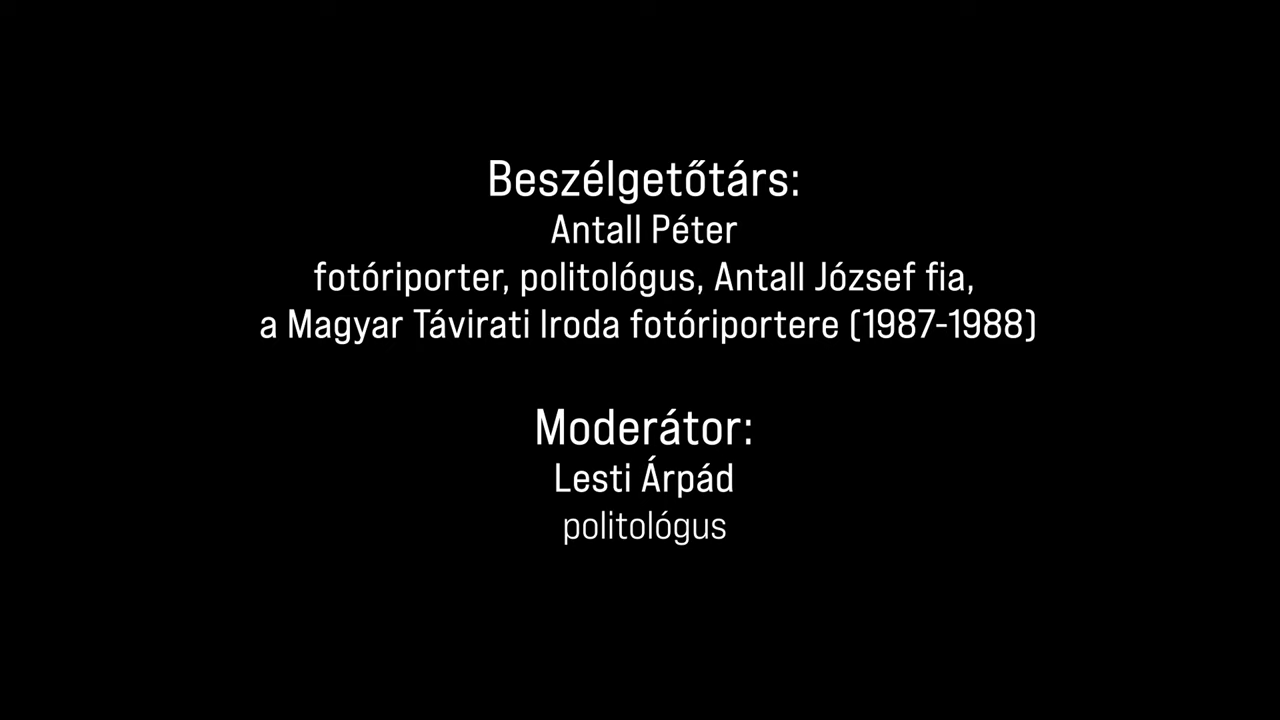 Beszélgetőtárs:
Antall Péter
fotóriporter, politológus, Antall József fia,
a Magyar Távirati Iroda fotóriportere (1987-1988)
Moderátor:
Lesti Árpád
politológus